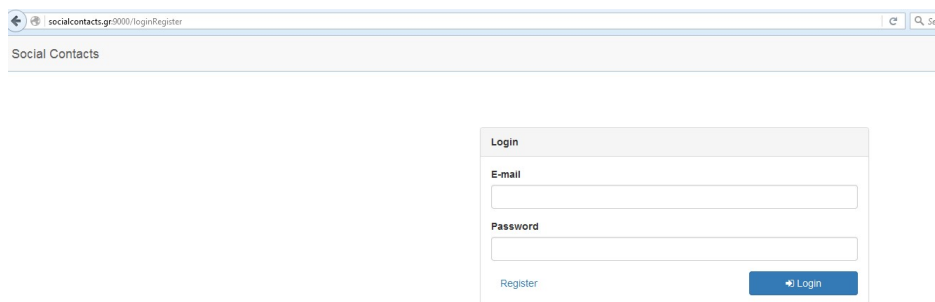 socialcontacts.gr:9000/loginRegister
Social Contacts
Login
E-mail
Password
Register
Login